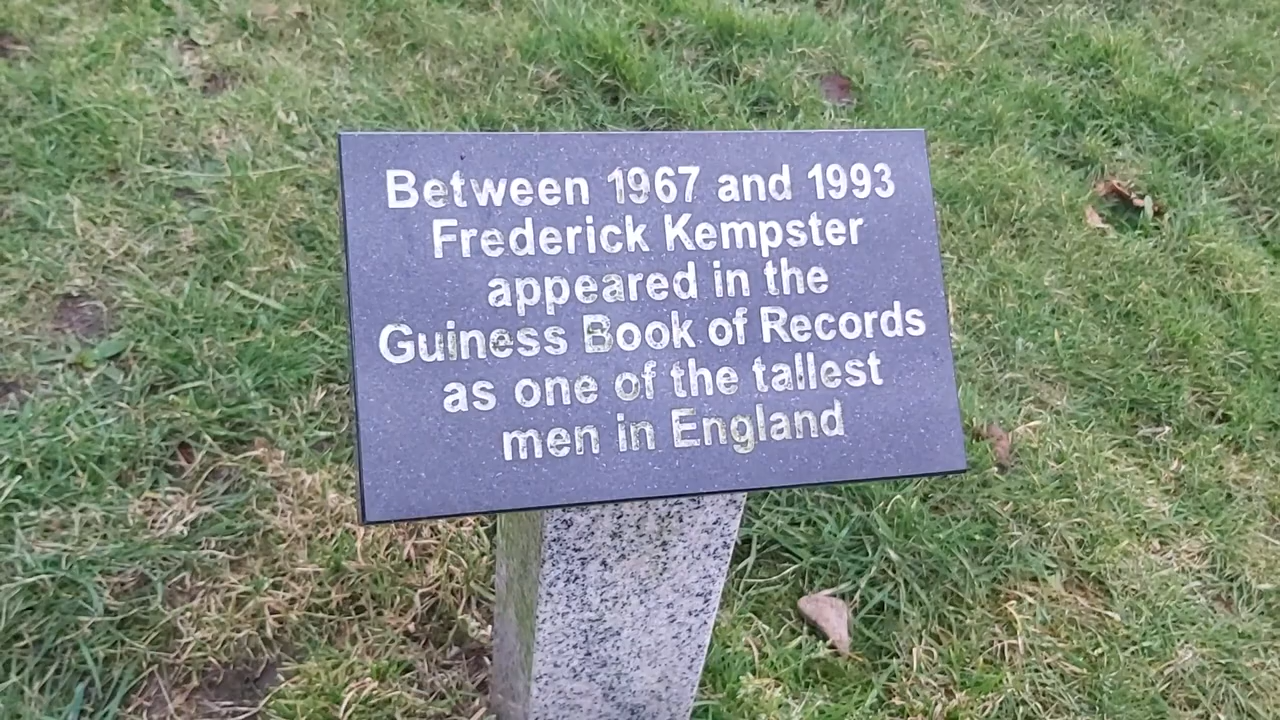 Between 1967 and 1993
Frederick Kempster
appeared in the
Guiness Book of Records
as one of the tallest
men in England